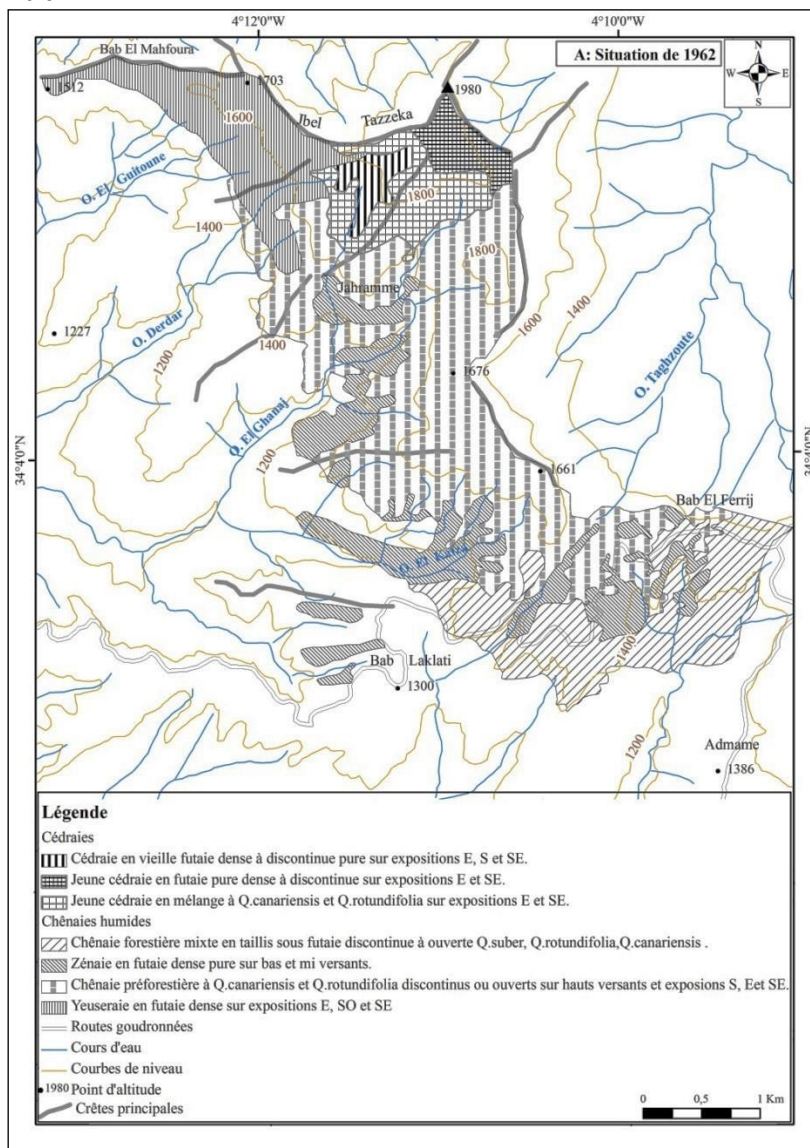 4°12'0"W
4°10'0"W
Bab El Mahfoura
A: Situation de 1962
N
W
E
S
1512
1703
1980
Jbel
Tazzeka
1600
O. El Guitoune
1800
1400
1800
Jahramme
1600
1400
1227
O. Derdar
1400
1200
O. Taghzoute
1676
34°4'0"N
34°4'0"N
O. El Ghanaj
1200
1661
Bab El Ferrij
1400
Bab
Laklati
1300
1200
Admame
1386
Légende
Cédraies
Cédraie en vieille futaie dense à discontinue pure sur expositions E, S et SE.
Jeune cédraie en futaie pure dense à discontinue sur expositions E et SE.
Jeune cédraie en mélange à Q.canariensis et Q.rotundifolia sur expositions E et SE.
Chênaies humides
Chênaie forestière mixte en taillis sous futaie discontinue à ouverte Q.suber, Q.rotundifolia,Q.canariensis .
Zénaie en futaie dense pure sur bas et mi versants.
Chênaie préforestière à Q.canariensis et Q.rotundifolia discontinus ou ouverts sur hauts versants et exposions S, Eet SE.
Yeuseraie en futaie dense sur expositions E, SO et SE
Routes goudronnées
Cours d'eau
Courbes de niveau
1980 Point d'altitude
Crêtes principales
0 0,5 1 Km